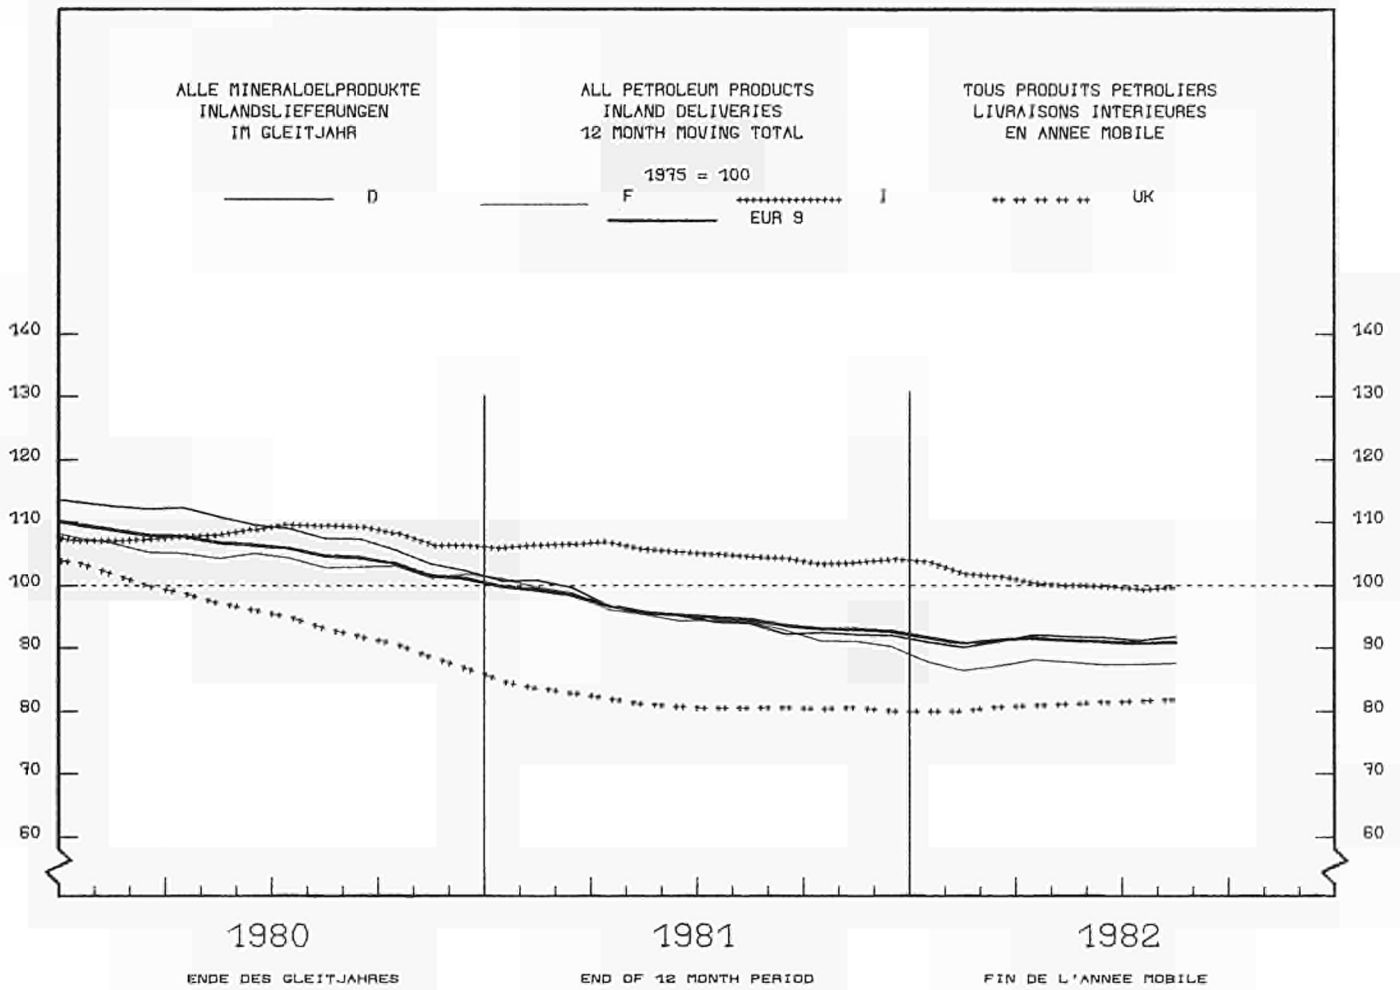 ALLE MINERALOELPRODUKTE
INLANDSLIEFERUNGEN
IM GLEITJAHR
ALL PETROLEUM PRODUCTS
INLAND DELIVERIES
12 MONTH MOVING TOTAL
TOUS PRODUITS PETROLIERS
LIVRAISONS INTERIEURES
EN ANNEE MOBILE
1975 = 100
D F I UK
EUR 9
140 140
130 130
120 120
110 110
100 100
90 90
80 80
70 70
60 60
1980 1981 1982
ENDE DES GLEITJAHRES END OF 12 MONTH PERIOD FIN DE L'ANNEE MOBILE